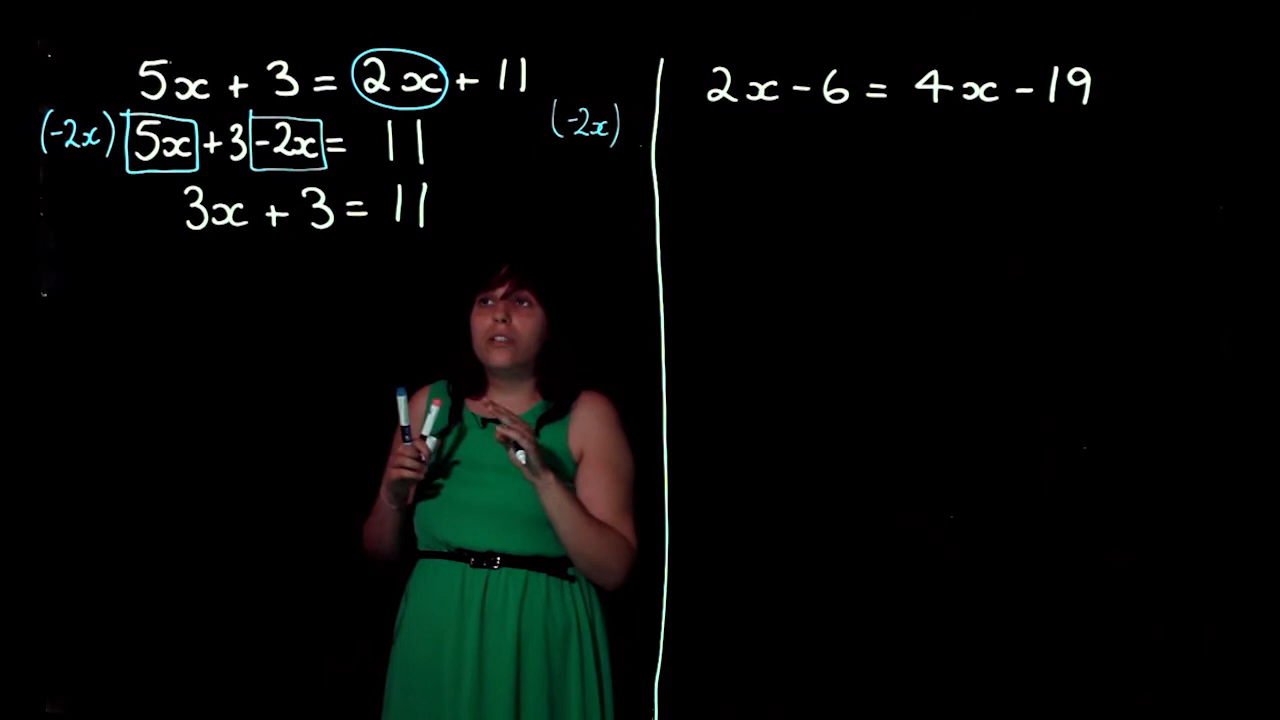 5x + 3 = 2x + 11
(-2x) 5x + 3 - 2x = 11 (-2x)
3x + 3 = 11
2x - 6 = 4x - 19